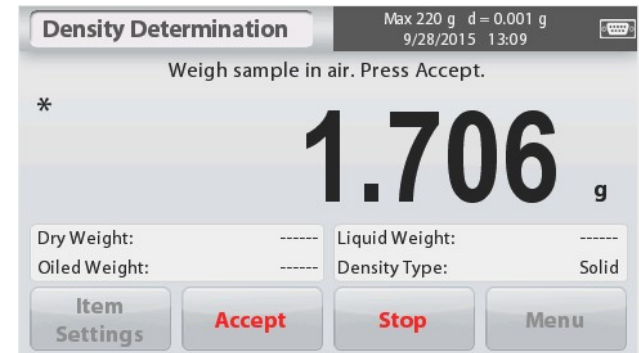 Density Determination
Max 220 g d = 0.001 g
9/28/2015 13:09
Weigh sample in air. Press Accept.
*
1.706 g
Dry Weight: ------ Liquid Weight: ------
Oiled Weight: ------ Density Type: Solid
Item Settings
Accept
Stop
Menu